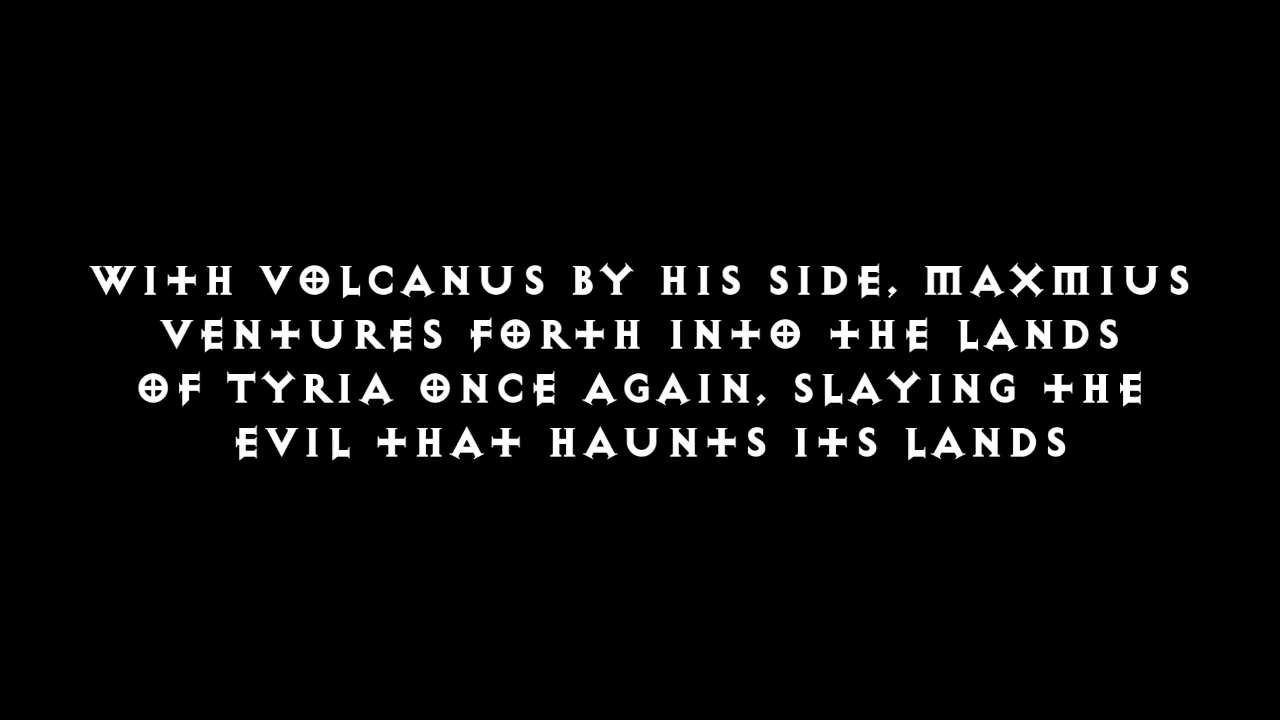 WITH VOLCANUS BY HIS SIDE, MAXMIUS
VENTURES FORTH INTO THE LANDS
OF TYRIA ONCE AGAIN, SLAYING THE
EVIL THAT HAUNTS ITS LANDS